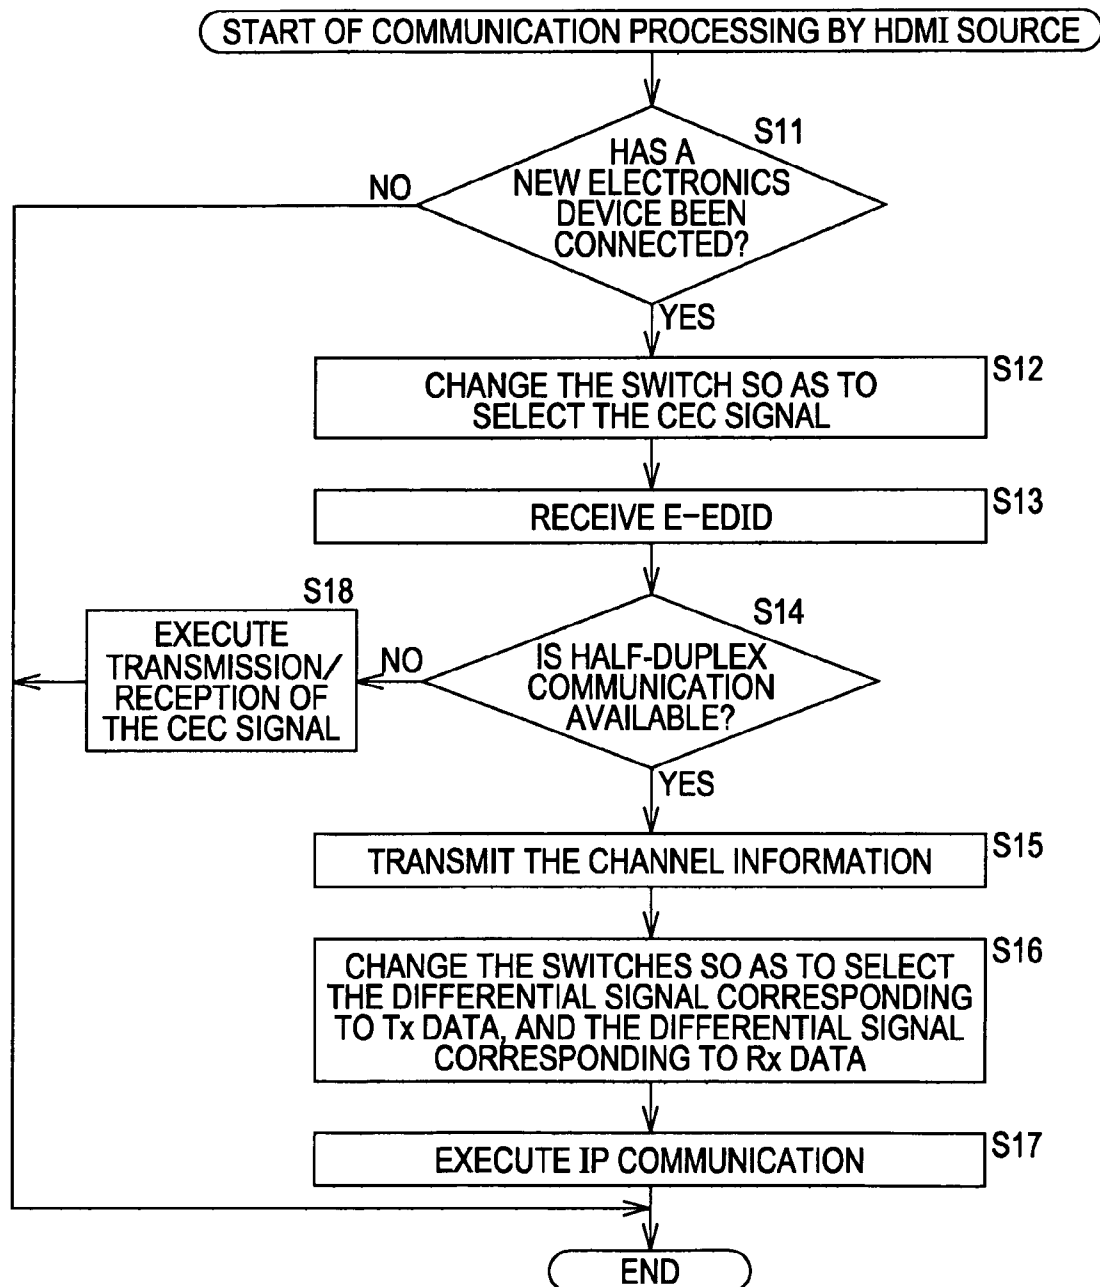 START OF COMMUNICATION PROCESSING BY HDMI SOURCE
S11
HAS A
NEW ELECTRONICS
DEVICE BEEN
CONNECTED?
NO
YES
S12
CHANGE THE SWITCH SO AS TO
SELECT THE CEC SIGNAL
S13
RECEIVE E-EDID
S14
IS HALF-DUPLEX
COMMUNICATION
AVAILABLE?
NO
S18
EXECUTE
TRANSMISSION/
RECEPTION OF
THE CEC SIGNAL
YES
S15
TRANSMIT THE CHANNEL INFORMATION
S16
CHANGE THE SWITCHES SO AS TO SELECT
THE DIFFERENTIAL SIGNAL CORRESPONDING
TO Tx DATA, AND THE DIFFERENTIAL SIGNAL
CORRESPONDING TO Rx DATA
S17
EXECUTE IP COMMUNICATION
END